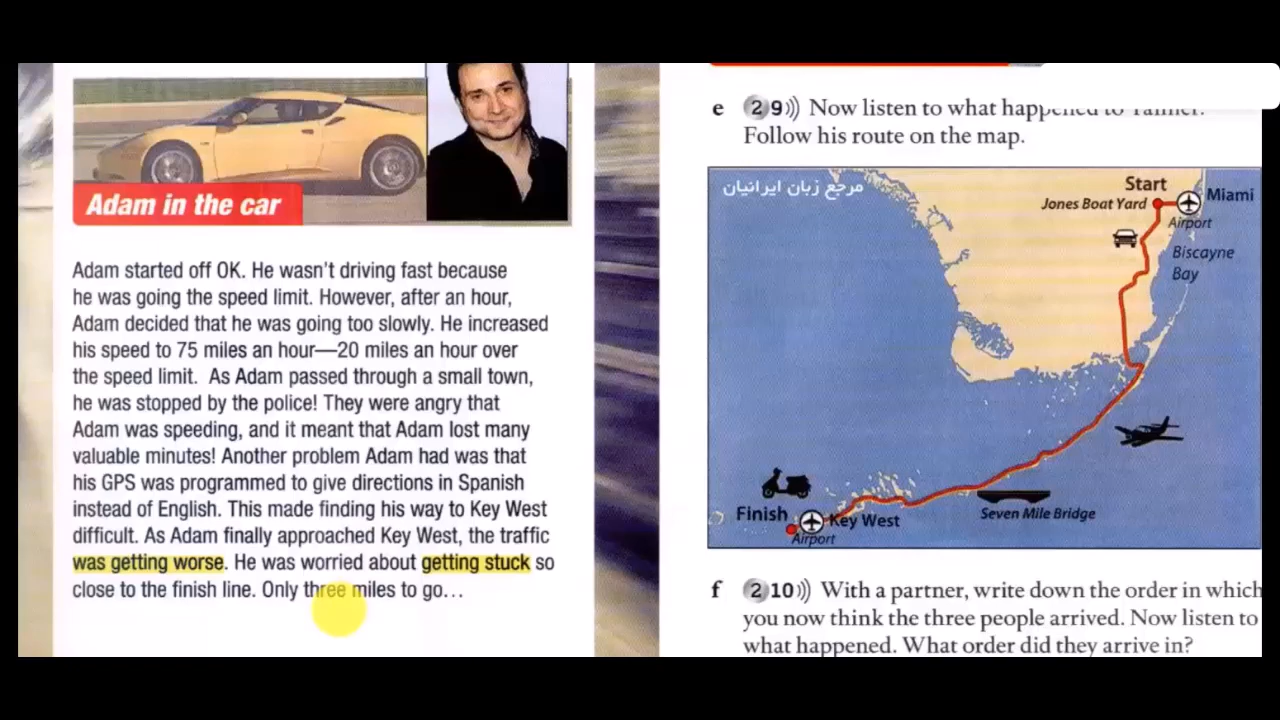 Adam in the car
Adam started off OK. He wasn't driving fast because
he was going the speed limit. However, after an hour,
Adam decided that he was going too slowly. He increased
his speed to 75 miles an hour—20 miles an hour over
the speed limit. As Adam passed through a small town,
he was stopped by the police! They were angry that
Adam was speeding, and it meant that Adam lost many
valuable minutes! Another problem Adam had was that
his GPS was programmed to give directions in Spanish
instead of English. This made finding his way to Key West
difficult. As Adam finally approached Key West, the traffic
was getting worse. He was worried about getting stuck so
close to the finish line. Only three miles to go...
e 2 9 Now listen to what happened to
Follow his route on the map.
مرجع زبان ایرانیان
Start
Jones Boat Yard
Miami
Airport
Biscayne
Bay
Finish
Key West
Airport
Seven Mile Bridge
f 2 10 With a partner, write down the order in which
you now think the three people arrived. Now listen to
what happened. What order did they arrive in?